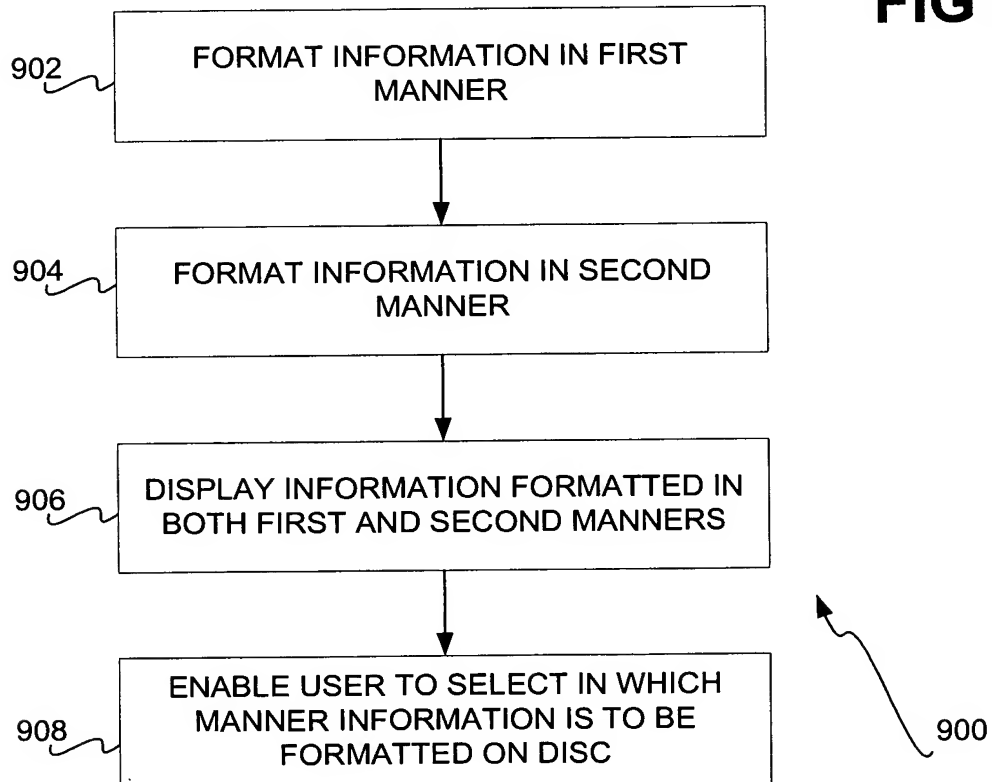 FIG
902
FORMAT INFORMATION IN FIRST
MANNER
904
FORMAT INFORMATION IN SECOND
MANNER
906
DISPLAY INFORMATION FORMATTED IN
BOTH FIRST AND SECOND MANNERS
908
ENABLE USER TO SELECT IN WHICH
MANNER INFORMATION IS TO BE
FORMATTED ON DISC
900